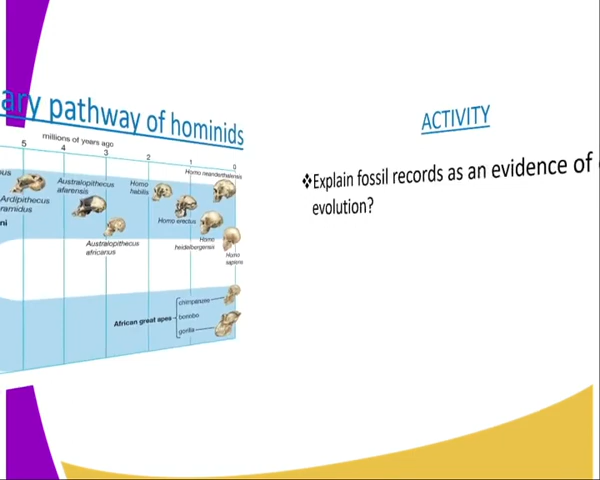 ary pathway of hominids
millions of years ago
5 4 3 2 1 0
Homo neanderthalensis
us
Australopithecus
afarensis
Homo
habilis
Ardipithecus
ramidus
Homo erectus
ni
Australopithecus
africanus
Homo
heidelbergensis
Homo
sapiens
chimpanzee
African great apes
bonobo
gorilla
ACTIVITY
❖Explain fossil records as an evidence of
evolution?